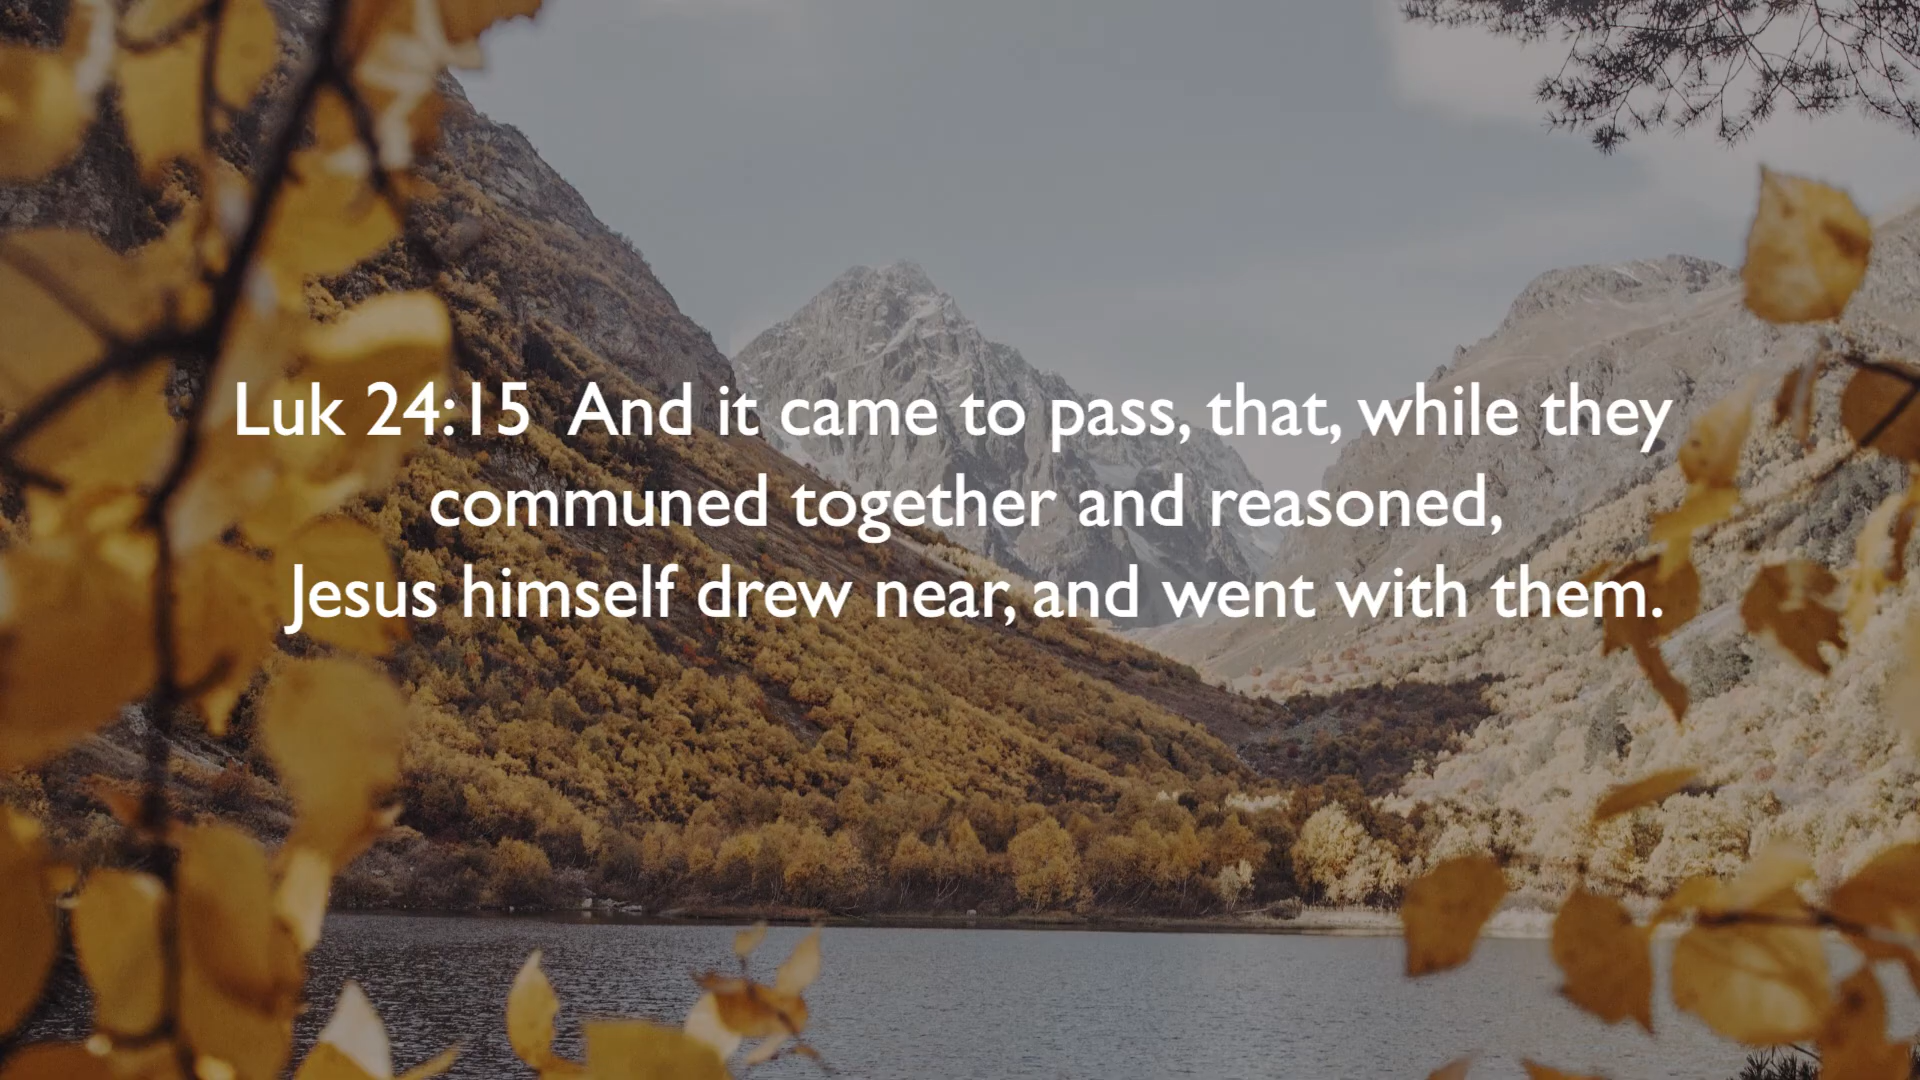 Luk 24:15  And it came to pass, that, while they
communed together and reasoned,
Jesus himself drew near, and went with them.